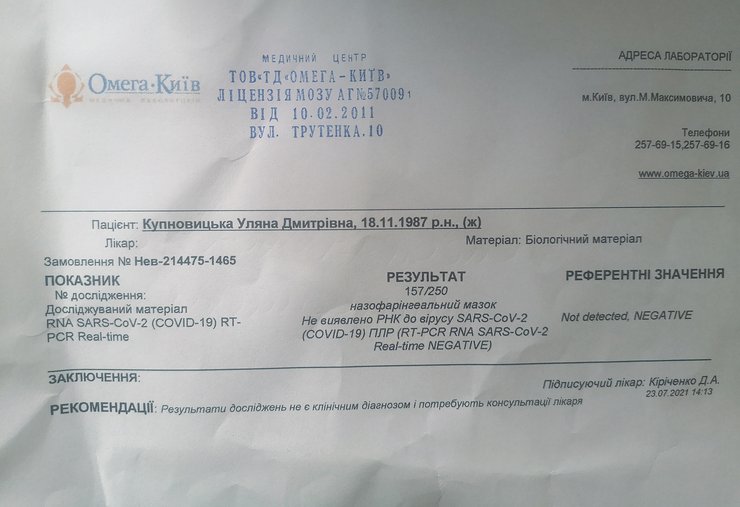 Омега·Київ
МЕДИЧНА ЛАБОРАТОРІЯ
МЕДИЧНИЙ ЦЕНТР
ТОВ«ТД«ОМЕГА–КИЇВ»
ЛІЦЕНЗІЯ МОЗУ АГ№570091
ВІД 10.02.2011
ВУЛ. ТРУТЕНКА.10
АДРЕСА ЛАБОРАТОРІЇ
м.Київ, вул.М.Максимовича, 10
Телефони
257-69-15,257-69-16
www.omega-kiev.ua
Пацієнт: Купновицька Уляна Дмитрівна, 18.11.1987 р.н., (ж)
Лікар: Матеріал: Біологічний матеріал
Замовлення № Нев-214475-1465
ПОКАЗНИК РЕЗУЛЬТАТ РЕФЕРЕНТНІ ЗНАЧЕННЯ
№ дослідження: 157/250
Досліджуваний матеріал назофарінгеальний мазок
RNA SARS-CoV-2 (COVID-19) RT- Не виявлено РНК до вірусу SARS-CoV-2 Not detected, NEGATIVE
PCR Real-time (COVID-19) ПЛР (RT-PCR RNA SARS-CoV-2
Real-time NEGATIVE)
ЗАКЛЮЧЕННЯ:
Підписуючий лікар: Кіріченко Д.А.
23.07.2021 14:13
РЕКОМЕНДАЦІЇ: Результати досліджень не є клінічним діагнозом і потребують консультації лікаря